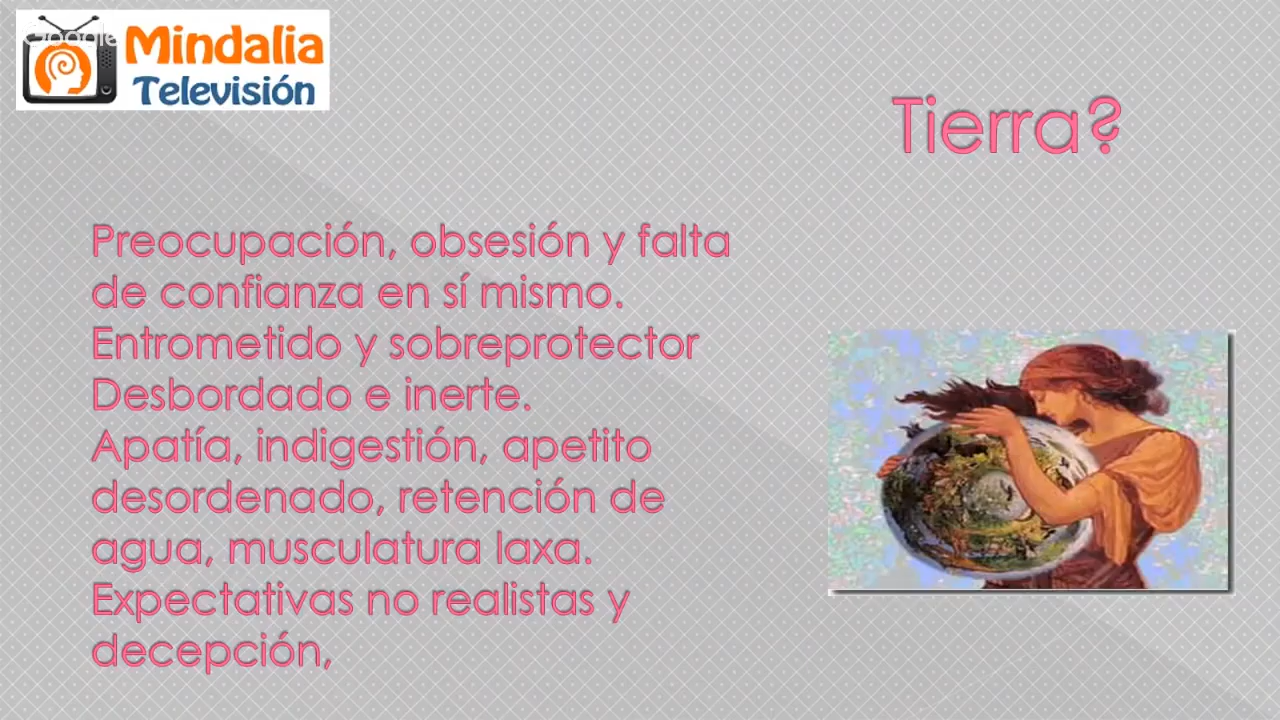 Google
Mindalia
Televisión
Tierra?
Preocupación, obsesión y falta
de confianza en sí mismo.
Entrometido y sobreprotector
Desbordado e inerte.
Apatía, indigestión, apetito
desordenado, retención de
agua, musculatura laxa.
Expectativas no realistas y
decepción,